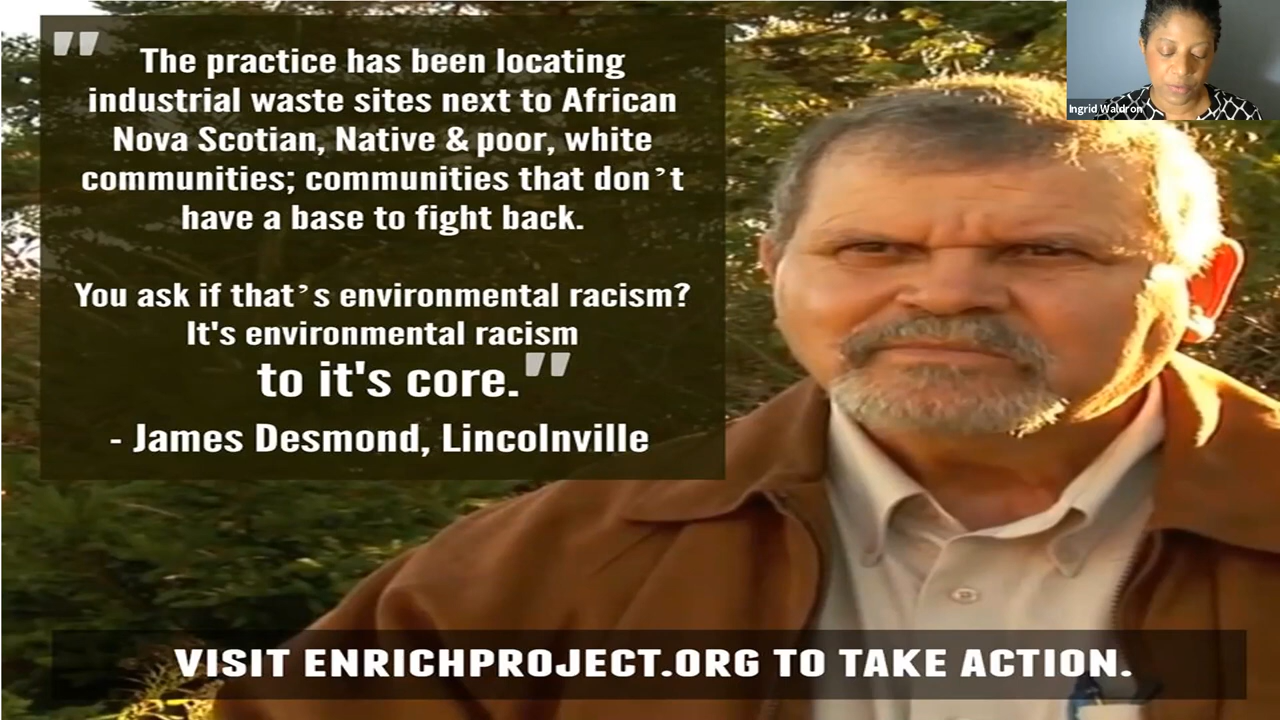 "The practice has been locating
industrial waste sites next to African
Nova Scotian, Native & poor, white
communities; communities that don't
have a base to fight back.
You ask if that's environmental racism?
It's environmental racism
to it's core."
- James Desmond, Lincolnville
VISIT ENRICHPROJECT.ORG TO TAKE ACTION.
Ingrid Waldron